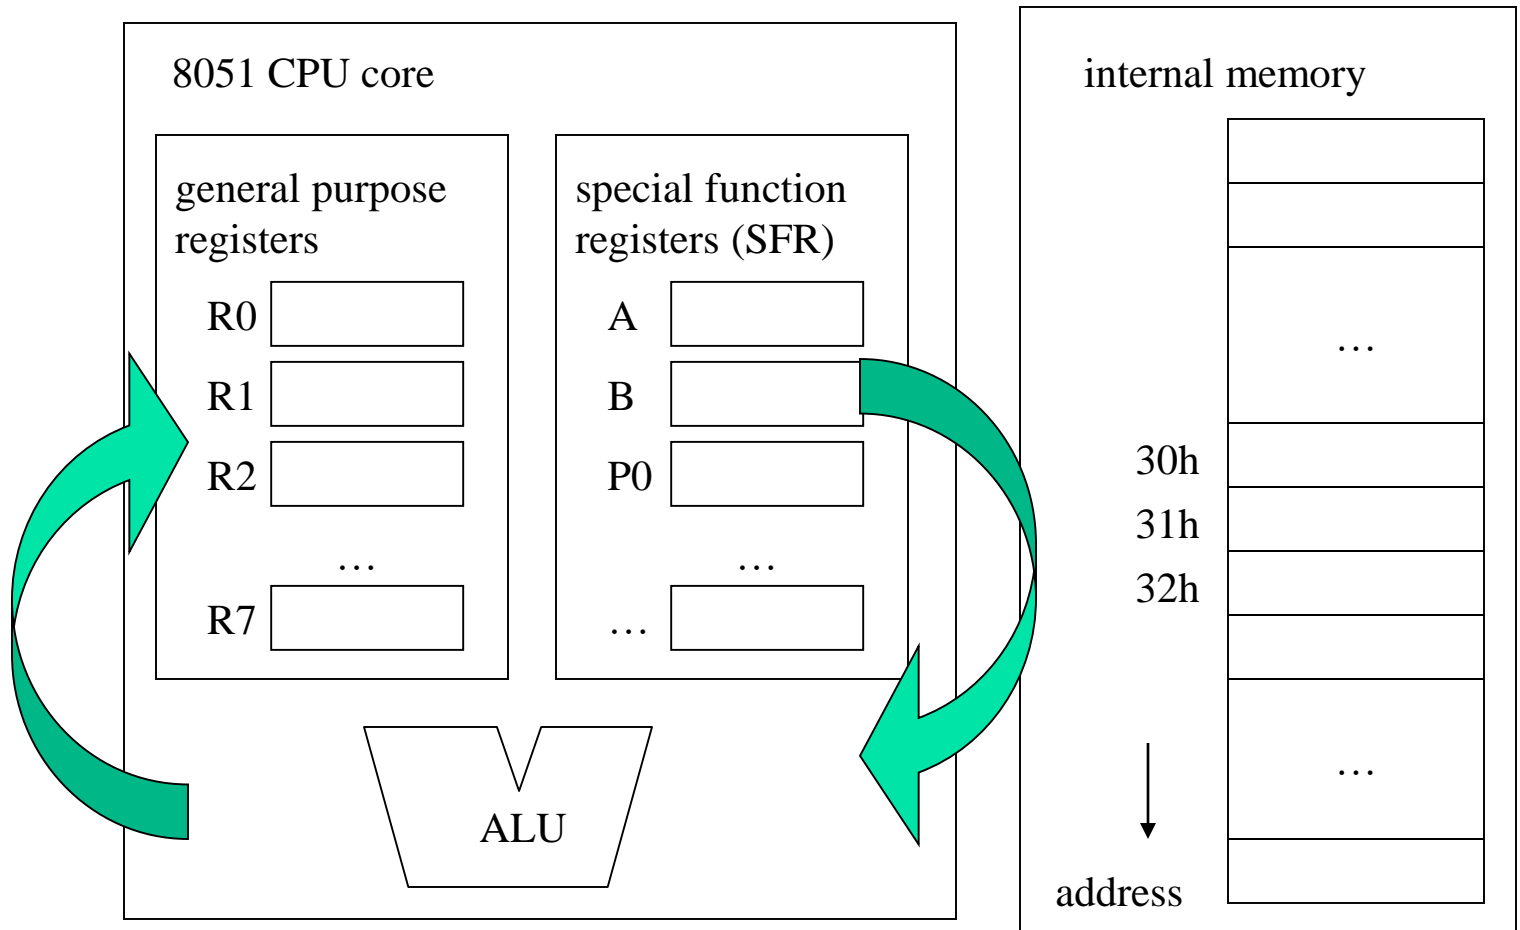 8051 CPU core
general purpose
registers
R0
R1
R2
…
R7
special function
registers (SFR)
A
B
P0
…
…
ALU
internal memory
…
30h
31h
32h
…
address